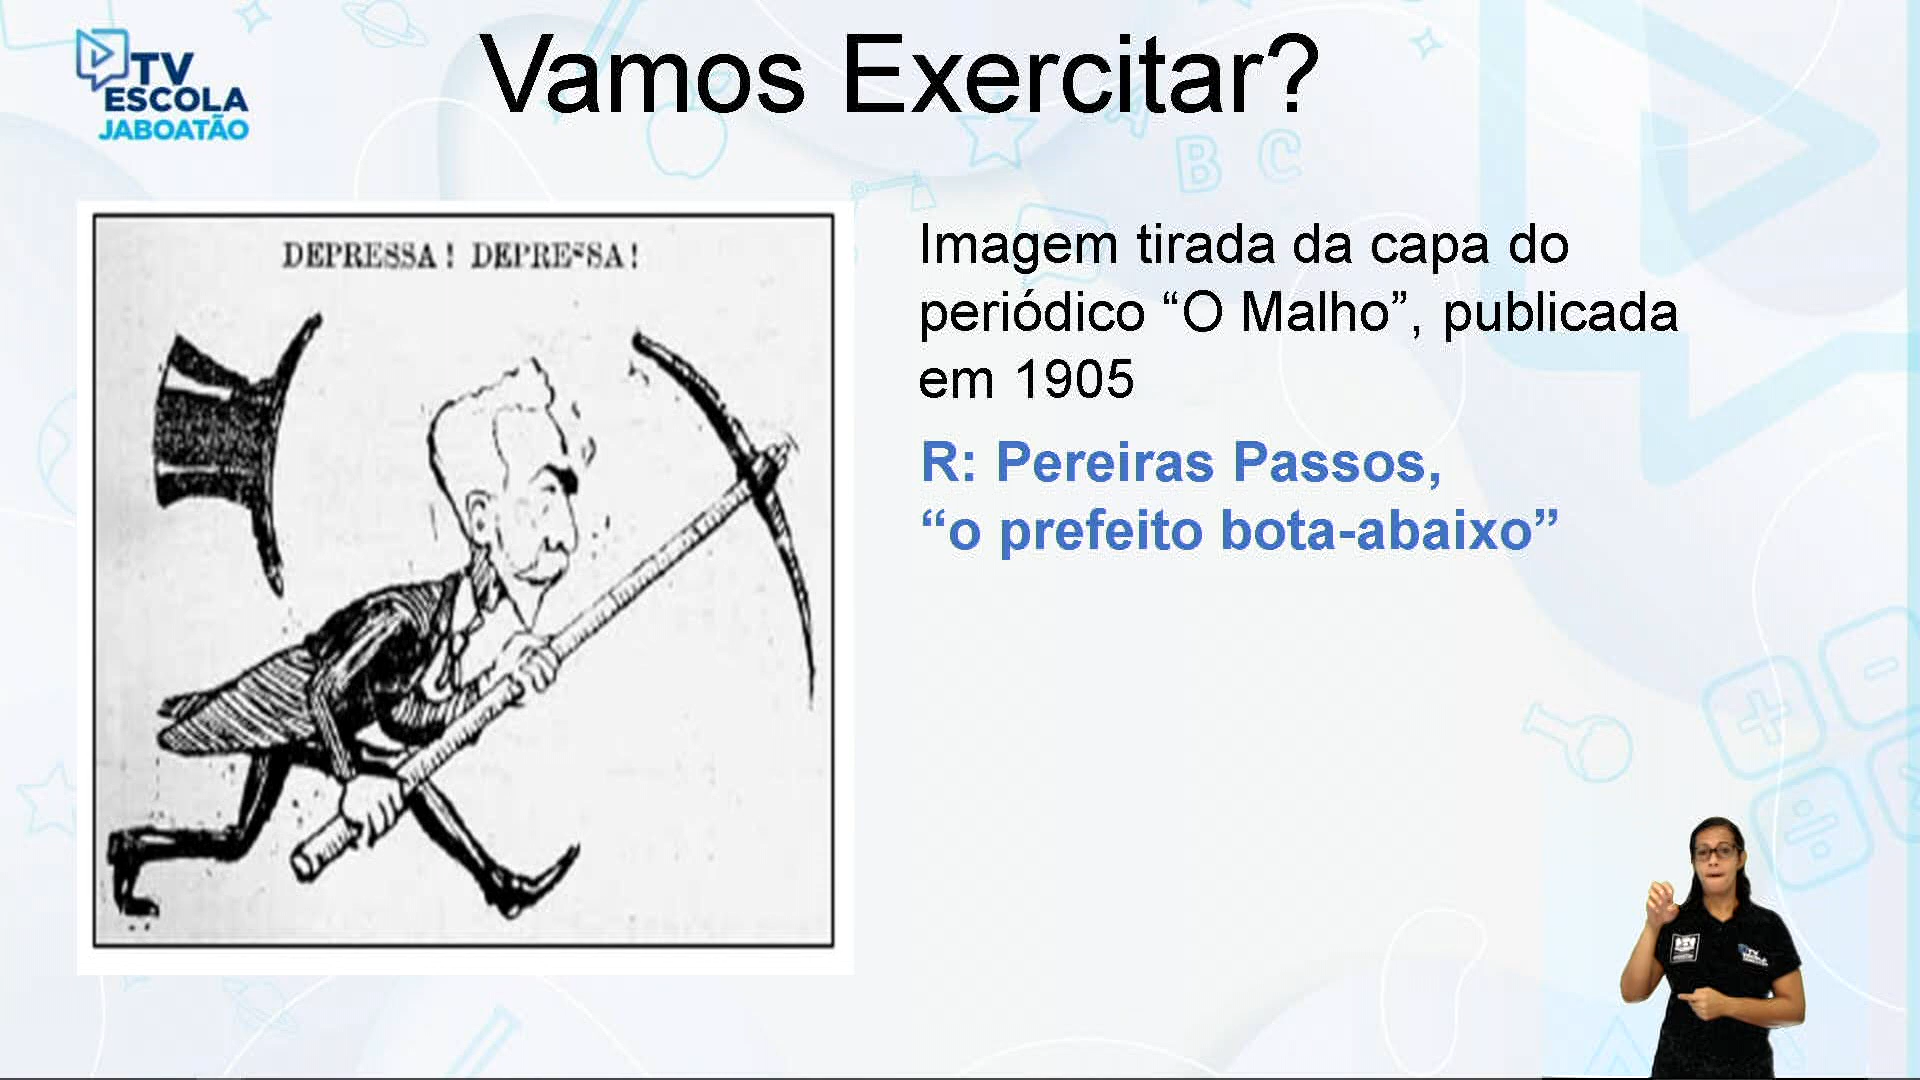 TV
ESCOLA
JABOATÃO
Vamos Exercitar?
DEPRESSA! DEPRESSA!
Imagem tirada da capa do
periódico “O Malho”, publicada
em 1905
R: Pereiras Passos,
“o prefeito bota-abaixo”
A B C